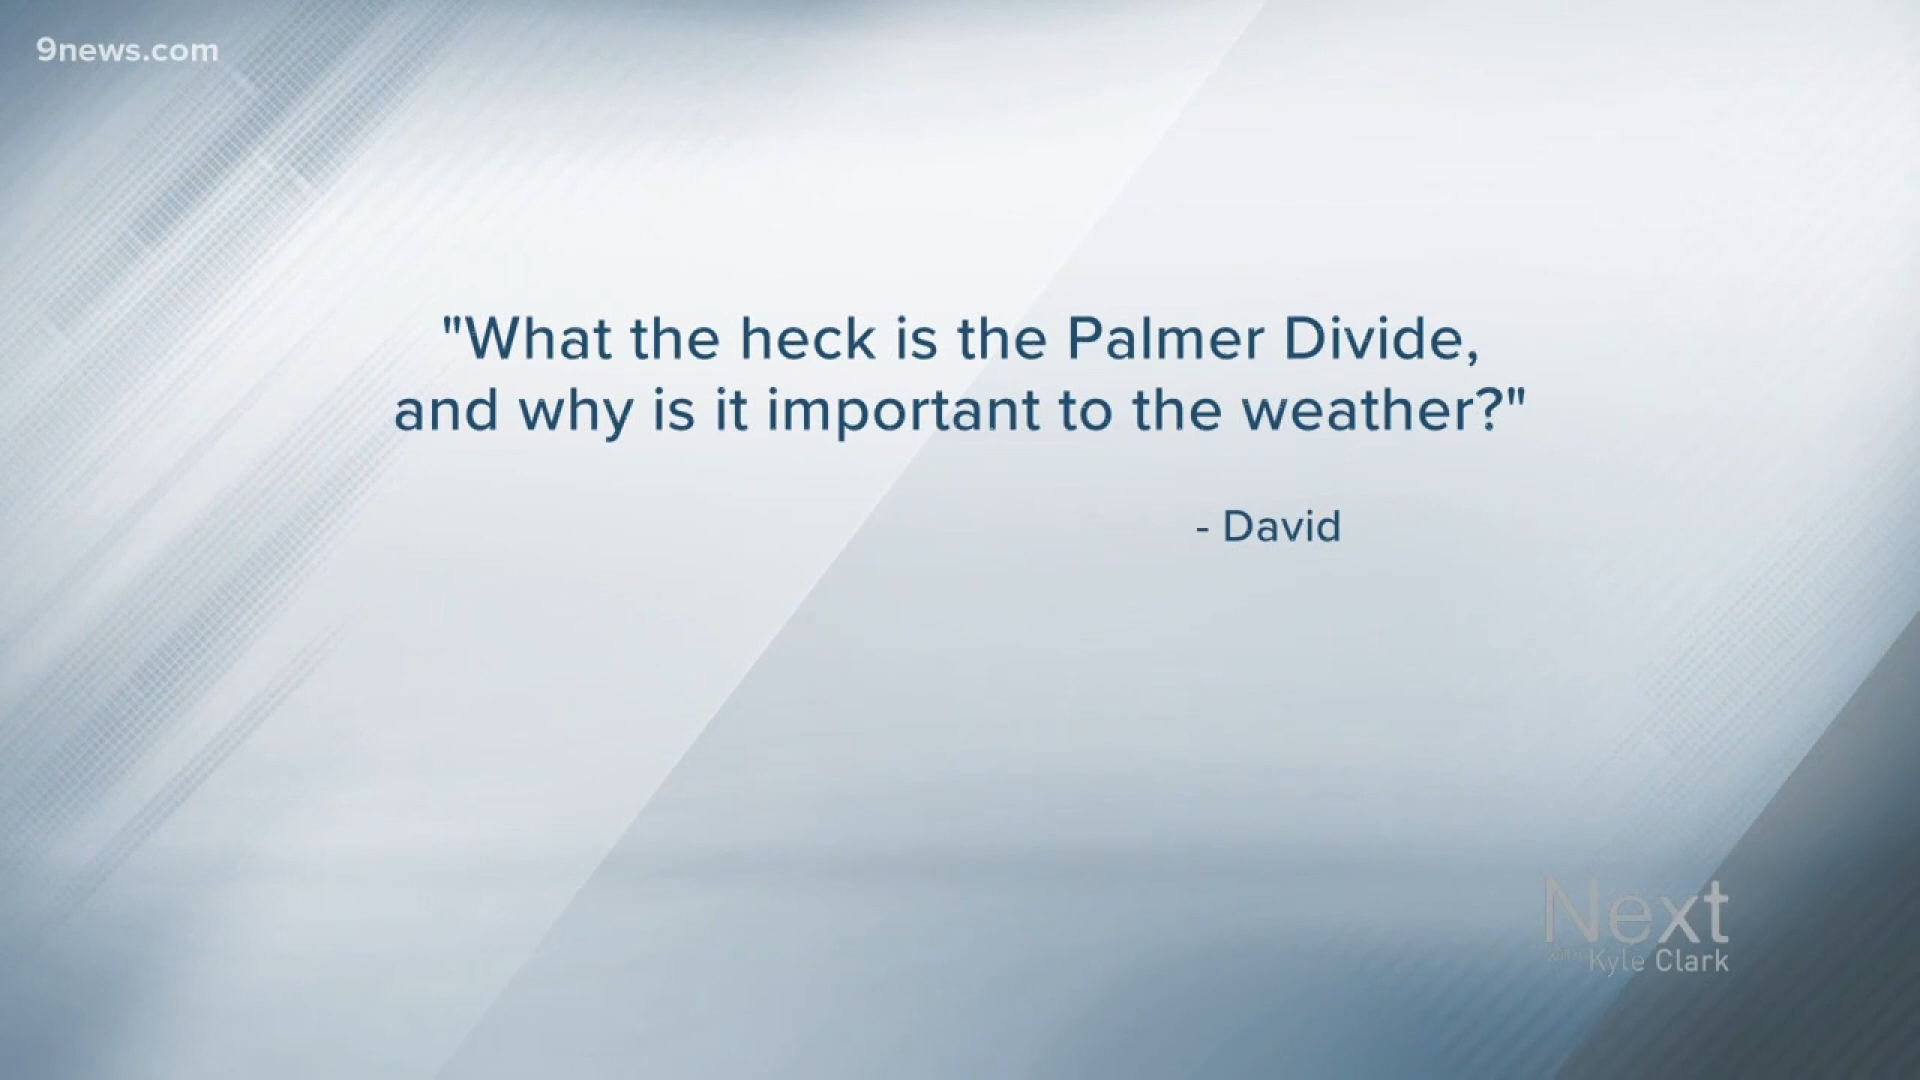 9news.com
"What the heck is the Palmer Divide,
and why is it important to the weather?"
- David
Next
with Kyle Clark